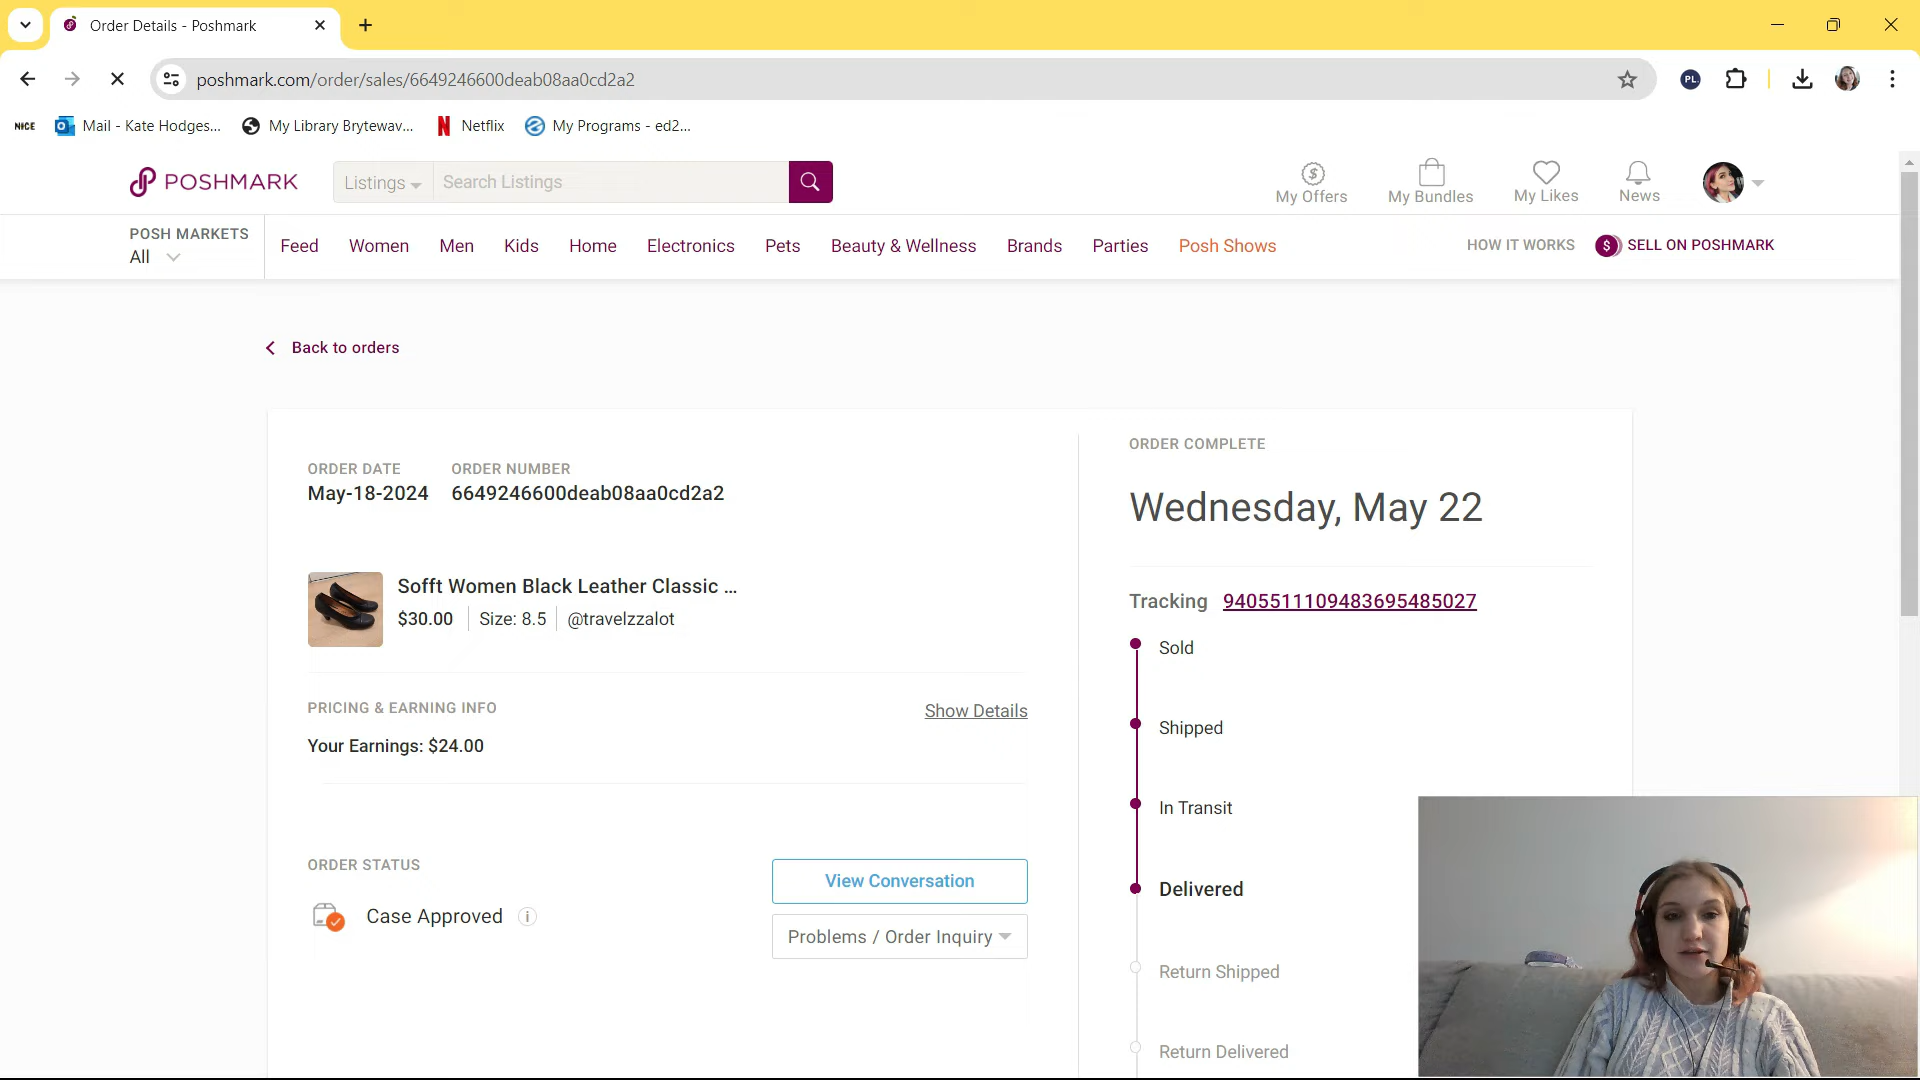 Order Details - Poshmark
poshmark.com/order/sales/6649246600deab08aa0cd2a2
PL
NICE
Mail - Kate Hodges...
My Library Brytewav...
Netflix
My Programs - ed2...
POSHMARK
Listings
Search Listings
My Offers
My Bundles
My Likes
News
POSH MARKETS
All
Feed
Women
Men
Kids
Home
Electronics
Pets
Beauty & Wellness
Brands
Parties
Posh Shows
HOW IT WORKS
SELL ON POSHMARK
Back to orders
ORDER DATE
May-18-2024
ORDER NUMBER
6649246600deab08aa0cd2a2
Sofft Women Black Leather Classic ...
$30.00 Size: 8.5 @travelzzalot
PRICING & EARNING INFO
Show Details
Your Earnings: $24.00
ORDER STATUS
Case Approved
View Conversation
Problems / Order Inquiry
ORDER COMPLETE
Wednesday, May 22
Tracking 9405511109483695485027
Sold
Shipped
In Transit
Delivered
Return Shipped
Return Delivered